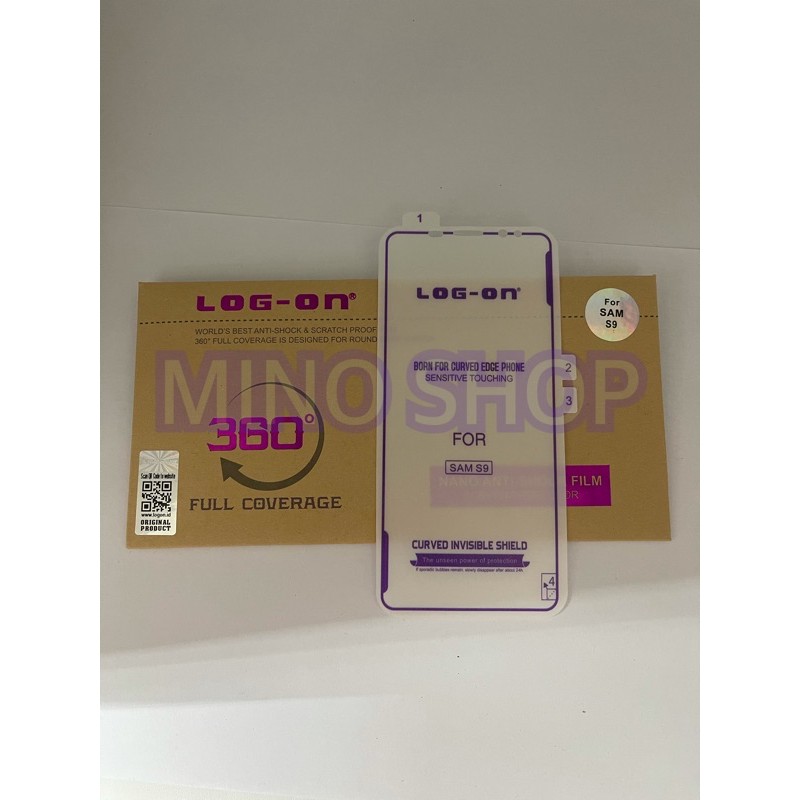 1
LOG-ON®
For
SAM
S9
WORLD'S BEST ANTI-SHOCK & SCRATCH PROOF
360° FULL COVERAGE IS DESIGNED FOR ROUND
LOG-ON®
BORN FOR CURVED EDGE PHONE
SENSITIVE TOUCHING
2
3
MINO SHOP
360°
FULL COVERAGE
FOR
SAM S9
NANO ANTI FILM
Scan QR Code to website
www.logon.id
ORIGINAL
PRODUCT
CURVED INVISIBLE SHIELD
The unseen power of protection
4